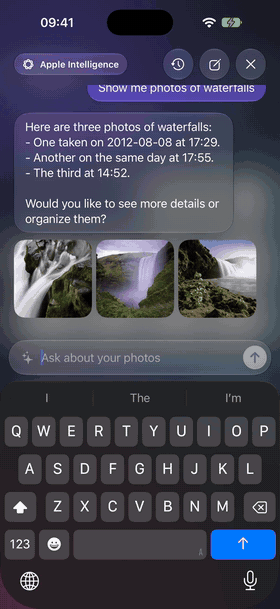 09:41
Apple Intelligence
Show me photos of waterfalls
Here are three photos of waterfalls:
- One taken on 2012-08-08 at 17:29.
- Another on the same day at 17:55.
- The third at 14:52.
Would you like to see more details or
organize them?
Ask about your photos
I The I'm
Q W E R T Y U I O P
A S D F G H J K L
Z X C V B N M
123